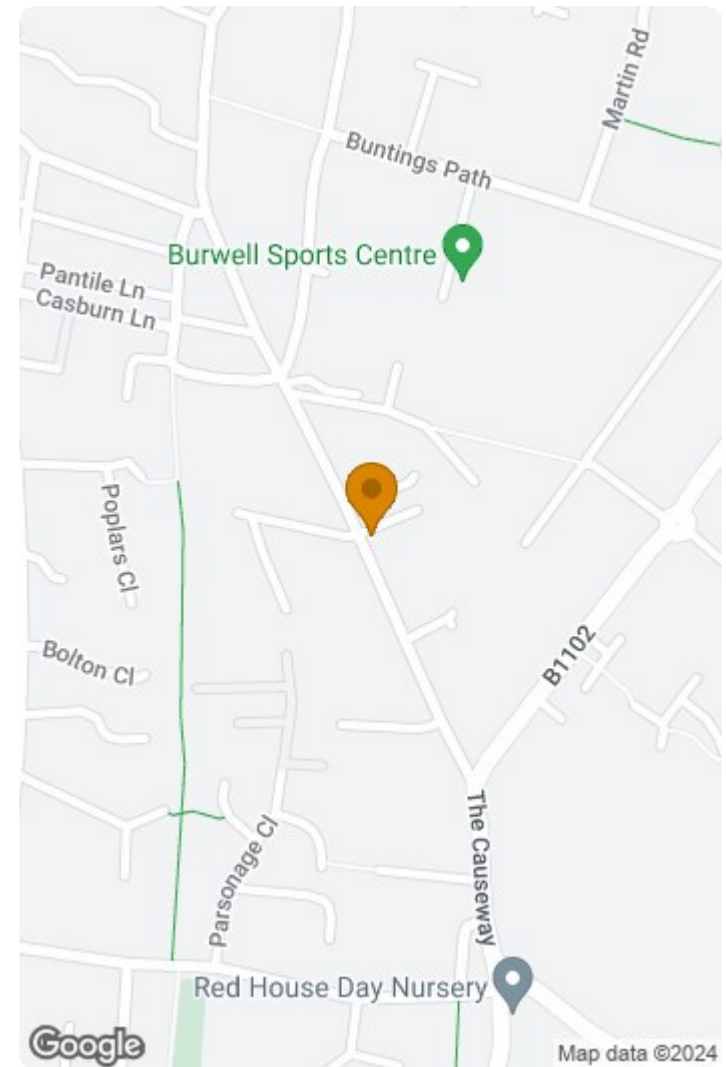 Martin Rd
Buntings Path
Burwell Sports Centre
Pantile Ln
Casburn Ln
Poplars Cl
Bolton Cl
B1102
The Causeway
Parsonage Cl
Red House Day Nursery
Google
Map data ©2024